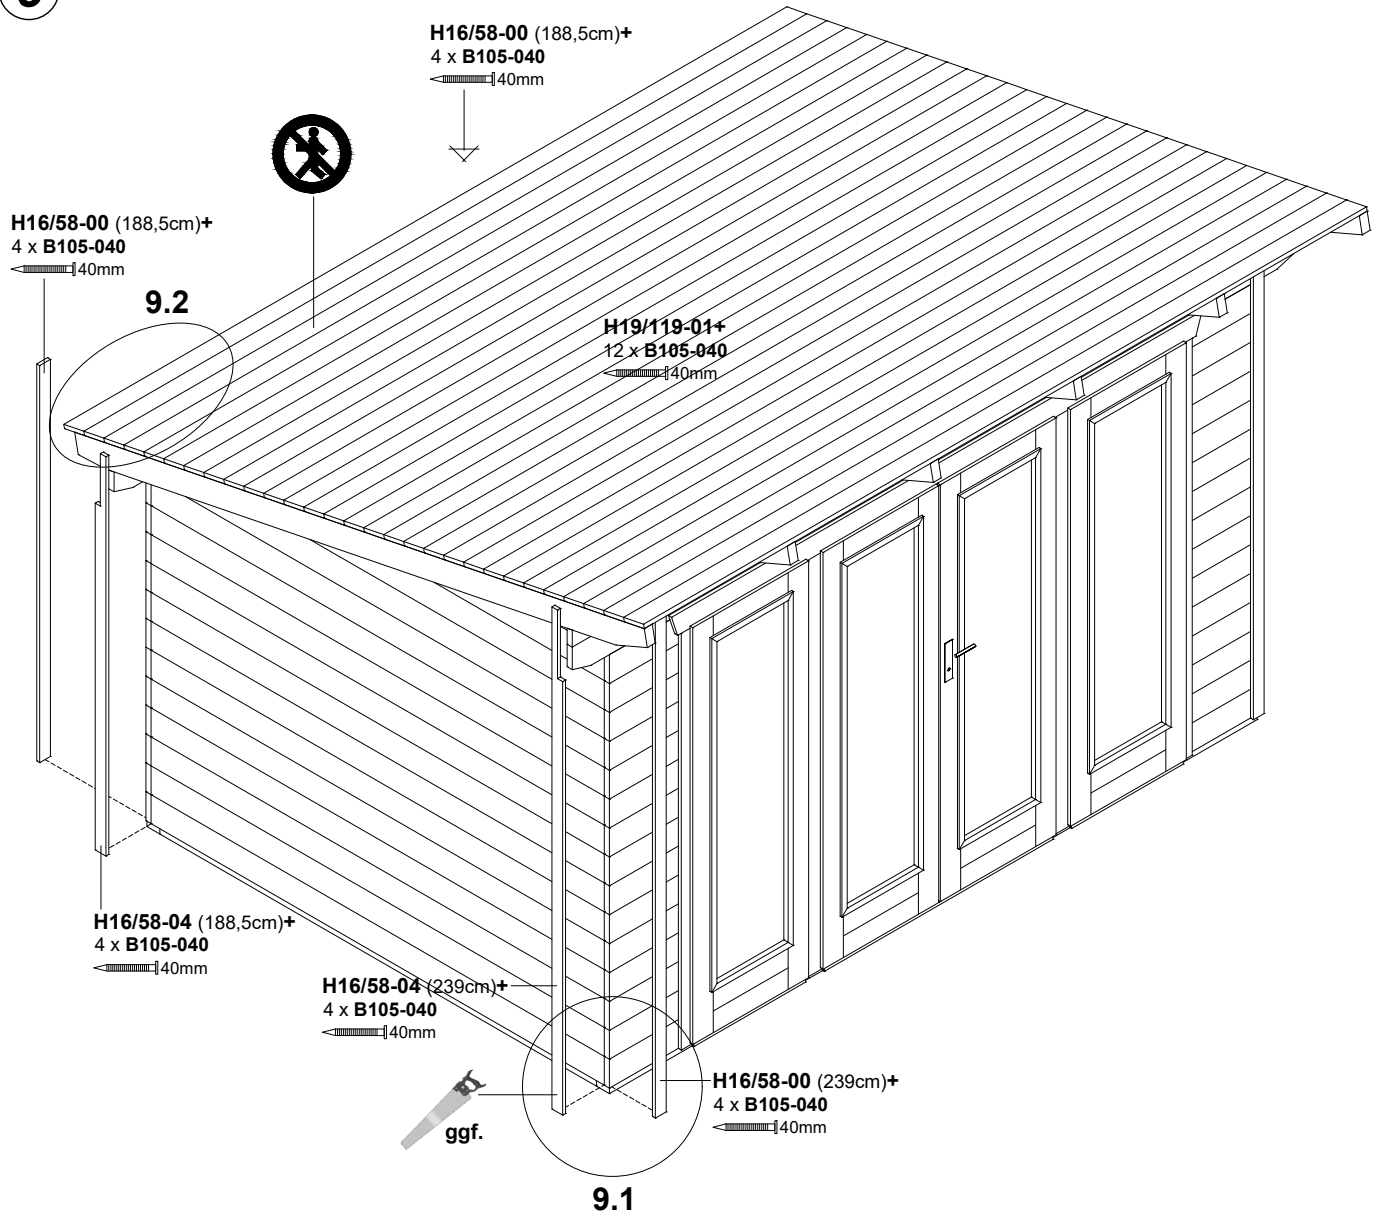 H16/58-00 (188,5cm)+
4 x B105-040
40mm
H16/58-00 (188,5cm)+
4 x B105-040
40mm
9.2
H19/119-01+
12 x B105-040
40mm
H16/58-04 (188,5cm)+
4 x B105-040
40mm
H16/58-04 (239cm)+
4 x B105-040
40mm
ggf.
H16/58-00 (239cm)+
4 x B105-040
40mm
9.1